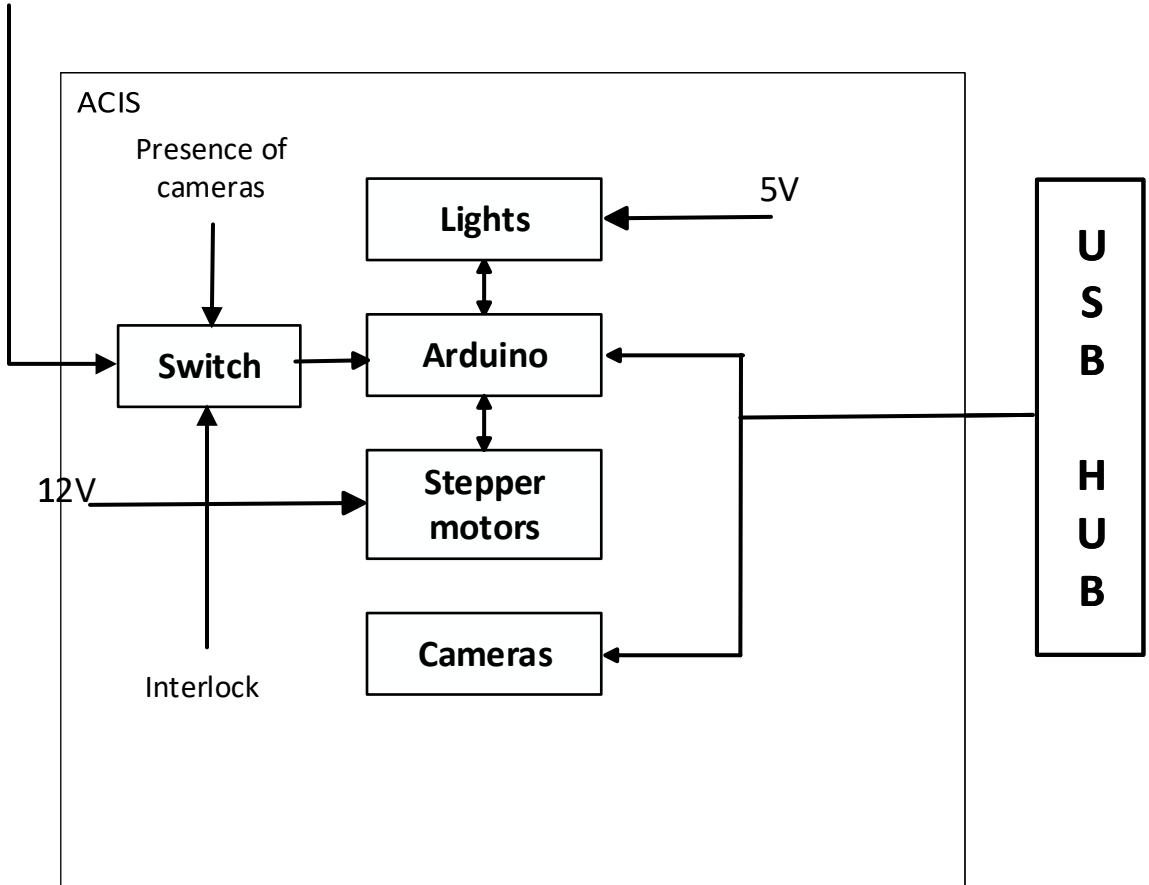 ACIS
Presence of
cameras
Lights
5V
Switch
Arduino
12V
Stepper
motors
Cameras
Interlock
U
S
B
H
U
B